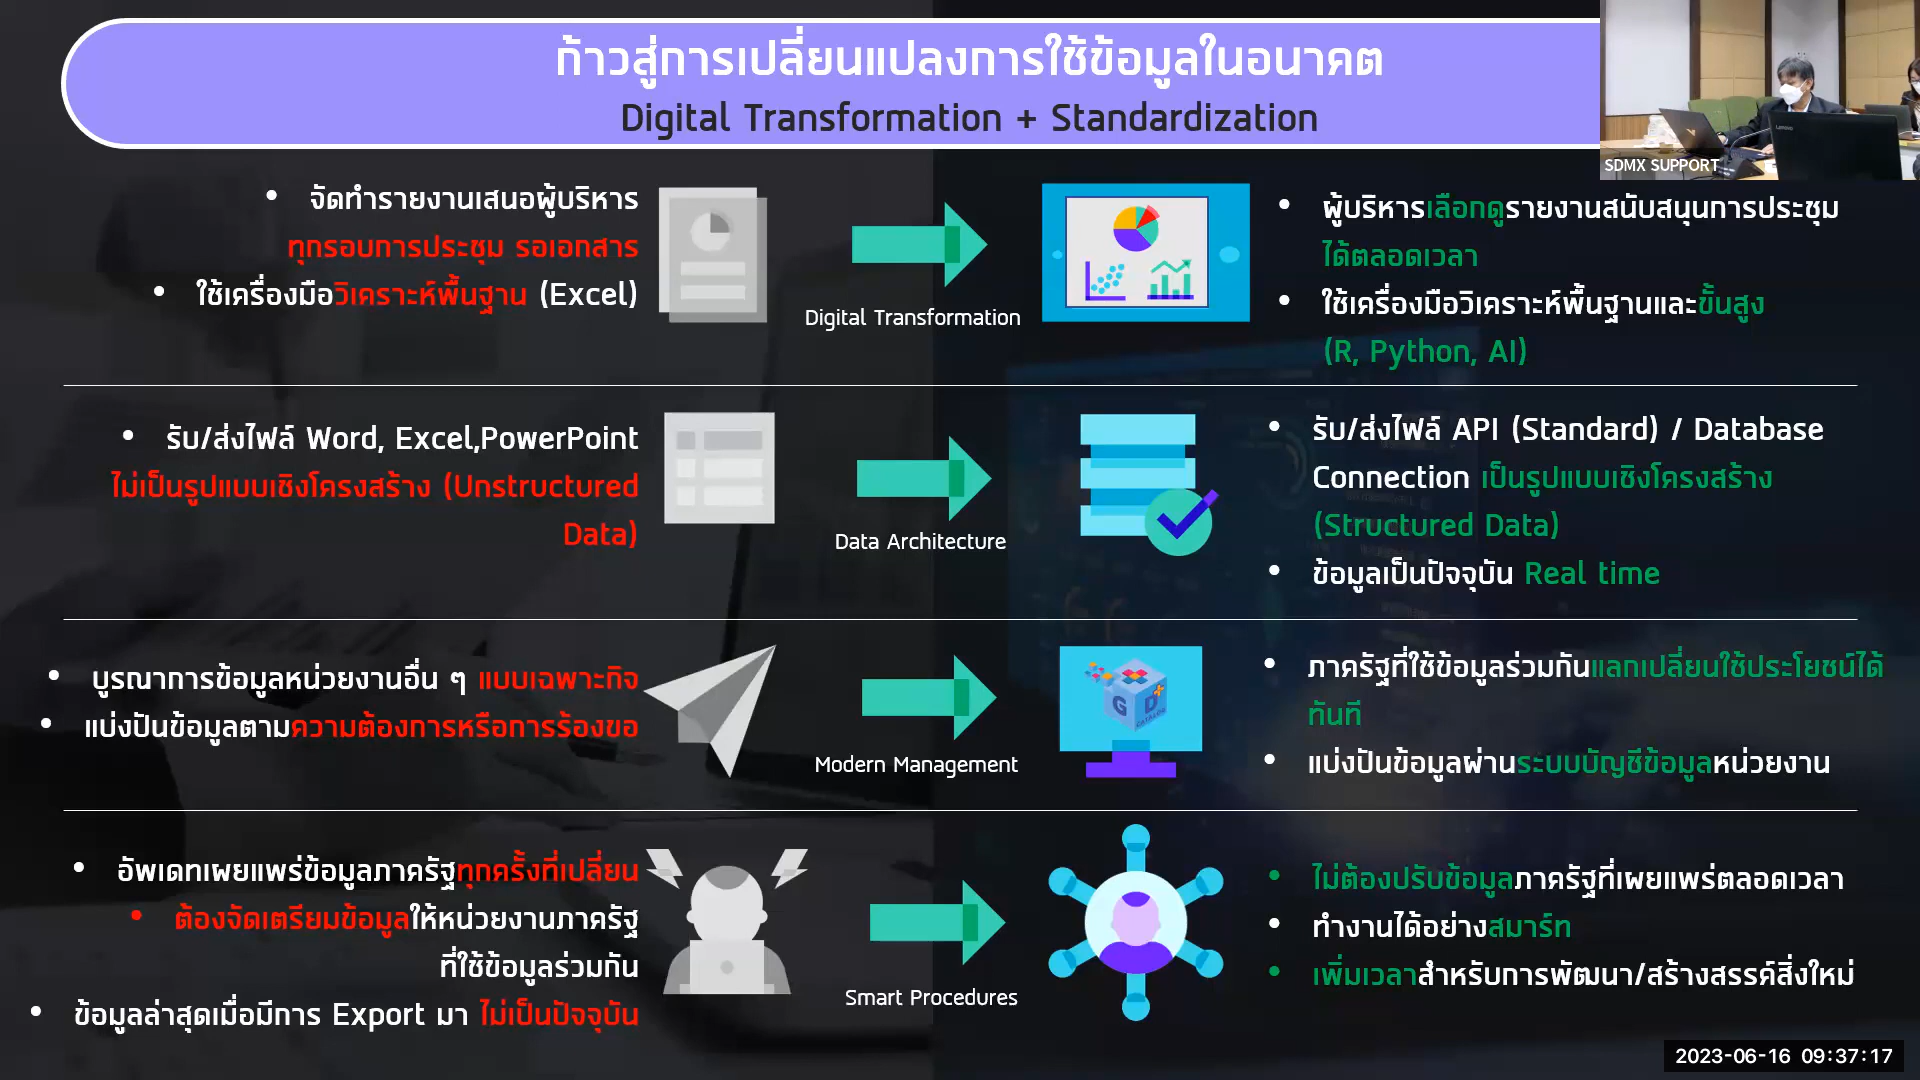 ก้าวสู่การเปลี่ยนแปลงการใช้ข้อมูลในอนาคต
Digital Transformation + Standardization
SDMX SUPPORT
• จัดทำรายงานเสนอผู้บริหาร
ทุกรอบการประชุม รอเอกสาร
• ใช้เครื่องมือวิเคราะห์พื้นฐาน (Excel)
Digital Transformation
• ผู้บริหารเลือกดูรายงานสนับสนุนการประชุม
ได้ตลอดเวลา
• ใช้เครื่องมือวิเคราะห์พื้นฐานและขั้นสูง
(R, Python, AI)
• รับ/ส่งไฟล์ Word, Excel,PowerPoint
ไม่เป็นรูปแบบเชิงโครงสร้าง (Unstructured
Data)
Data Architecture
• รับ/ส่งไฟล์ API (Standard) / Database
Connection เป็นรูปแบบเชิงโครงสร้าง
(Structured Data)
• ข้อมูลเป็นปัจจุบัน Real time
• บูรณาการข้อมูลหน่วยงานอื่น ๆ แบบเฉพาะกิจ
• แบ่งปันข้อมูลตามความต้องการหรือการร้องขอ
Modern Management
G D
CATALOG
• ภาครัฐที่ใช้ข้อมูลร่วมกันแลกเปลี่ยนใช้ประโยชน์ได้
ทันที
• แบ่งปันข้อมูลผ่านระบบบัญชีข้อมูลหน่วยงาน
• อัพเดทเผยแพร่ข้อมูลภาครัฐทุกครั้งที่เปลี่ยน
• ต้องจัดเตรียมข้อมูลให้หน่วยงานภาครัฐ
ที่ใช้ข้อมูลร่วมกัน
• ข้อมูลล่าสุดเมื่อมีการ Export มา ไม่เป็นปัจจุบัน
Smart Procedures
• ไม่ต้องปรับข้อมูลภาครัฐที่เผยแพร่ตลอดเวลา
• ทำงานได้อย่างสมาร์ท
• เพิ่มเวลาสำหรับการพัฒนา/สร้างสรรค์สิ่งใหม่
2023-06-16 09:37:17